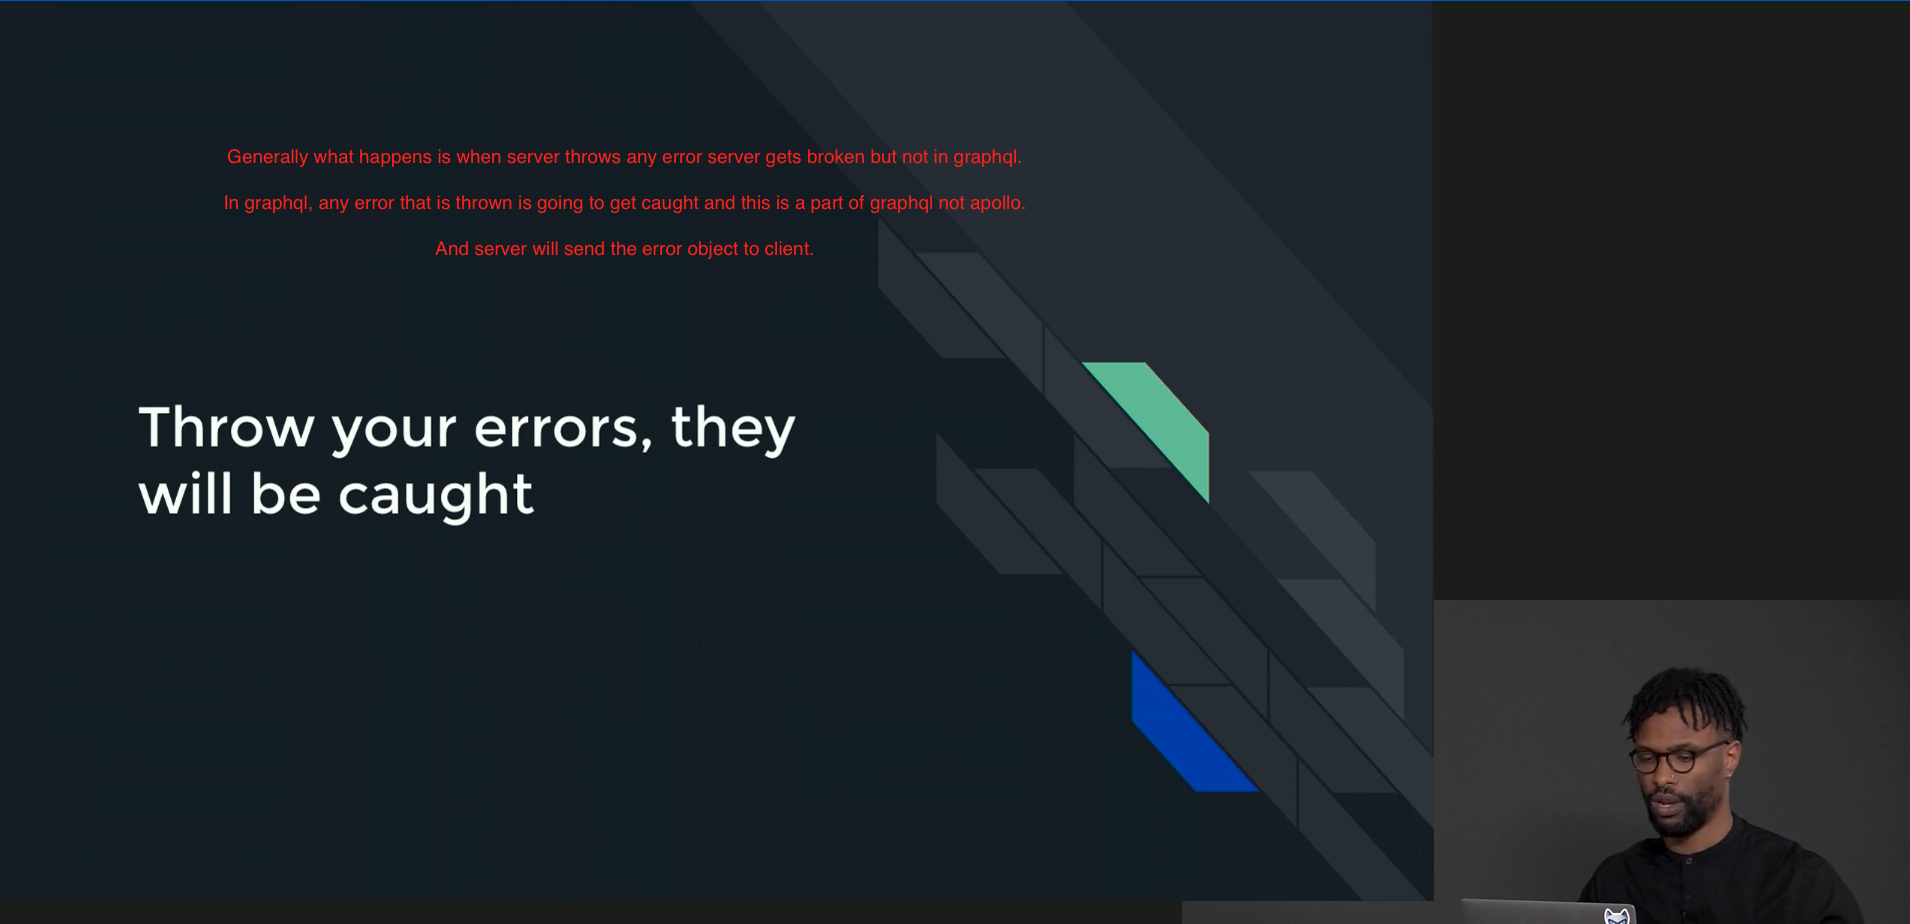 Generally what happens is when server throws any error server gets broken but not in graphql.
In graphql, any error that is thrown is going to get caught and this is a part of graphql not apollo.
And server will send the error object to client.
Throw your errors, they
will be caught